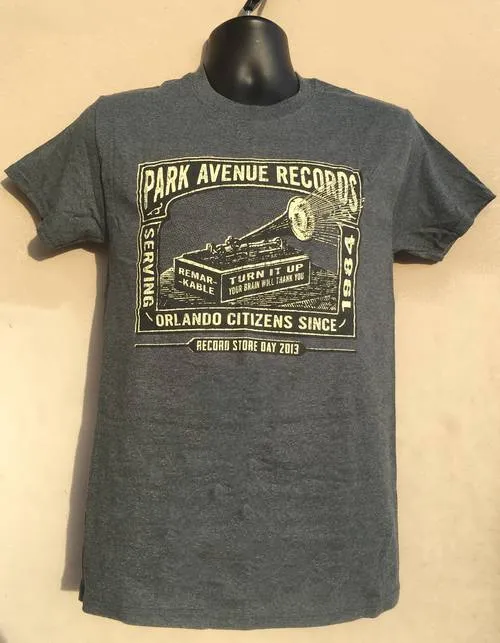 PARK AVENUE RECORDS
SERVING
REMAR-
KABLE
TURN IT UP
YOUR BRAIN WILL THANK YOU
1984
ORLANDO CITIZENS SINCE
RECORD STORE DAY 2013